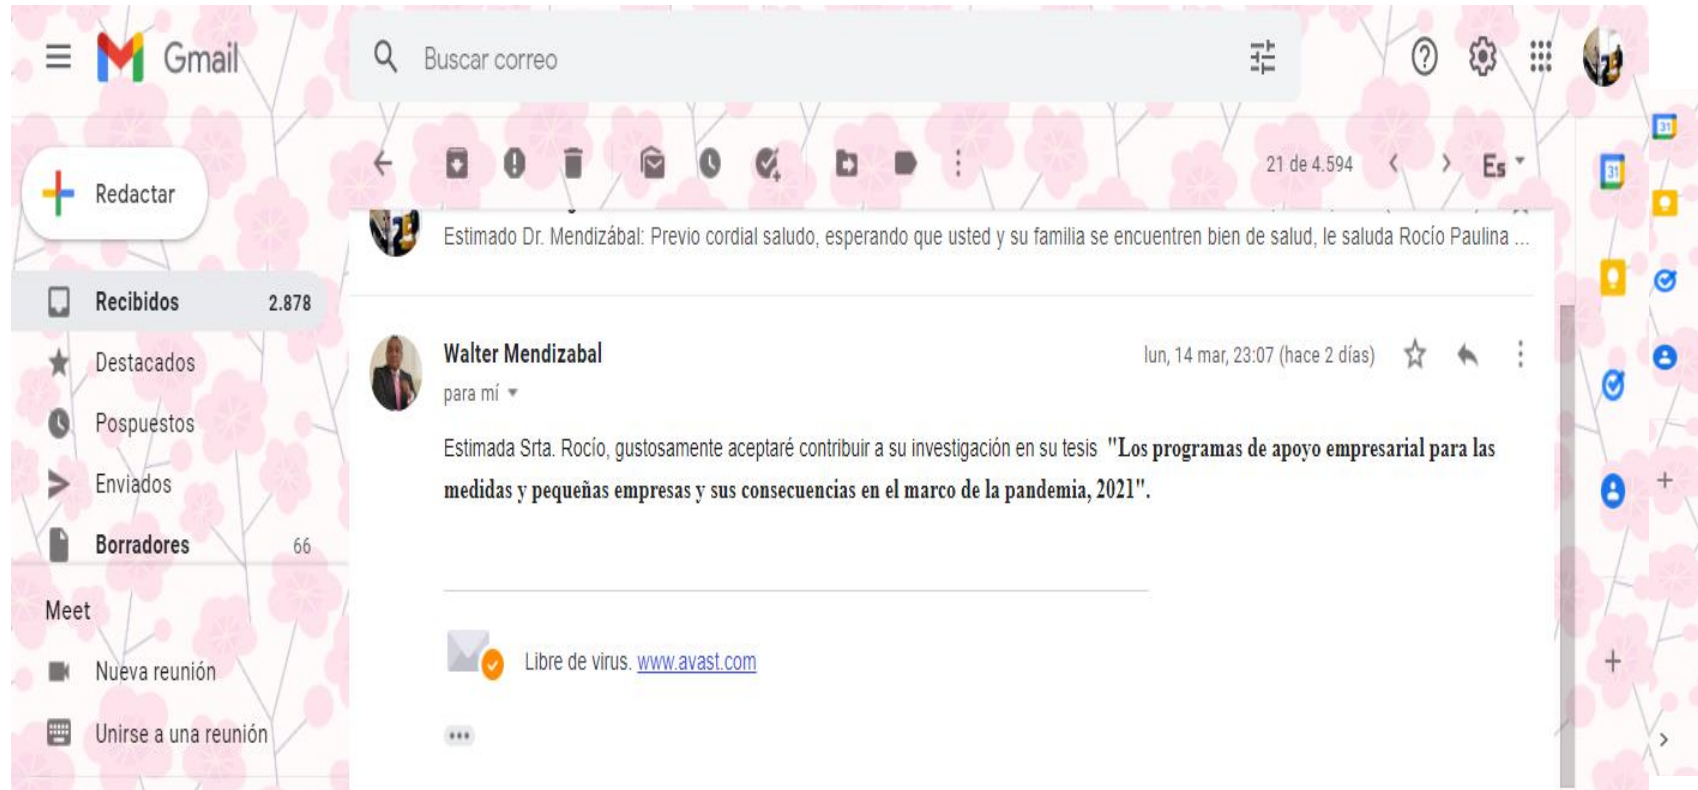 Gmail
Buscar correo
Redactar
21 de 4.594
Es
Estimado Dr. Mendizábal: Previo cordial saludo, esperando que usted y su familia se encuentren bien de salud, le saluda Rocío Paulina ...
Recibidos 2.878
Destacados
Pospuestos
Enviados
Borradores 66
Meet
Nueva reunión
Unirse a una reunión
Walter Mendizabal
lun, 14 mar, 23:07 (hace 2 días)
para mí
Estimada Srta. Rocío, gustosamente aceptaré contribuir a su investigación en su tesis "Los programas de apoyo empresarial para las
medidas y pequeñas empresas y sus consecuencias en el marco de la pandemia, 2021".
Libre de virus. www.avast.com
31
31